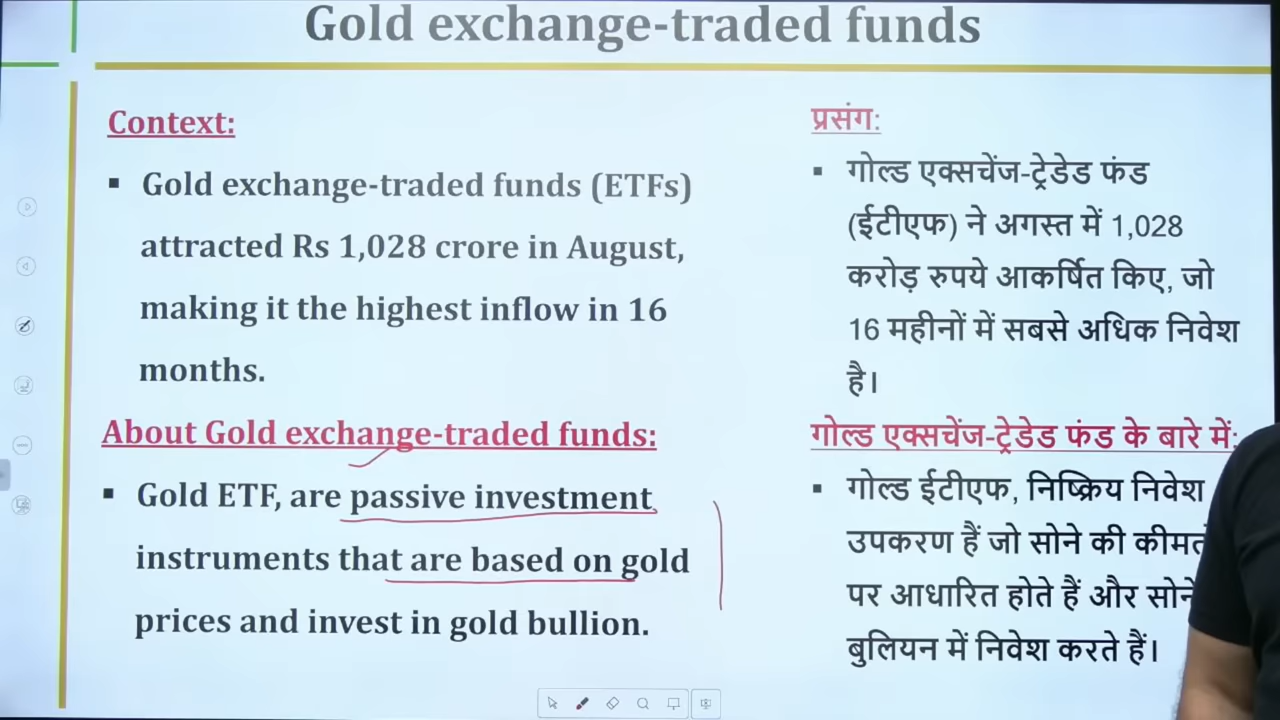 Gold exchange-traded funds
Context:
▪ Gold exchange-traded funds (ETFs)
attracted Rs 1,028 crore in August,
making it the highest inflow in 16
months.
About Gold exchange-traded funds:
▪ Gold ETF, are passive investment
instruments that are based on gold
prices and invest in gold bullion.
प्रसंग:
▪ गोल्ड एक्सचेंज-ट्रेडेड फंड
(ईटीएफ) ने अगस्त में 1,028
करोड़ रुपये आकर्षित किए, जो
16 महीनों में सबसे अधिक निवेश
है।
गोल्ड एक्सचेंज-ट्रेडेड फंड के बारे में:
▪ गोल्ड ईटीएफ, निष्क्रिय निवेश
उपकरण हैं जो सोने की
पर आधारित होते हैं और
बुलियन में निवेश करते हैं।